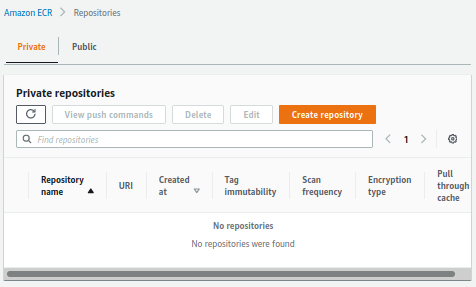 Amazon ECR > Repositories
Private Public
Private repositories
View push commands Delete Edit Create repository
Find repositories 1
Repository name URI Created at Tag immutability Scan frequency Encryption type Pull through cache
No repositories
No repositories were found